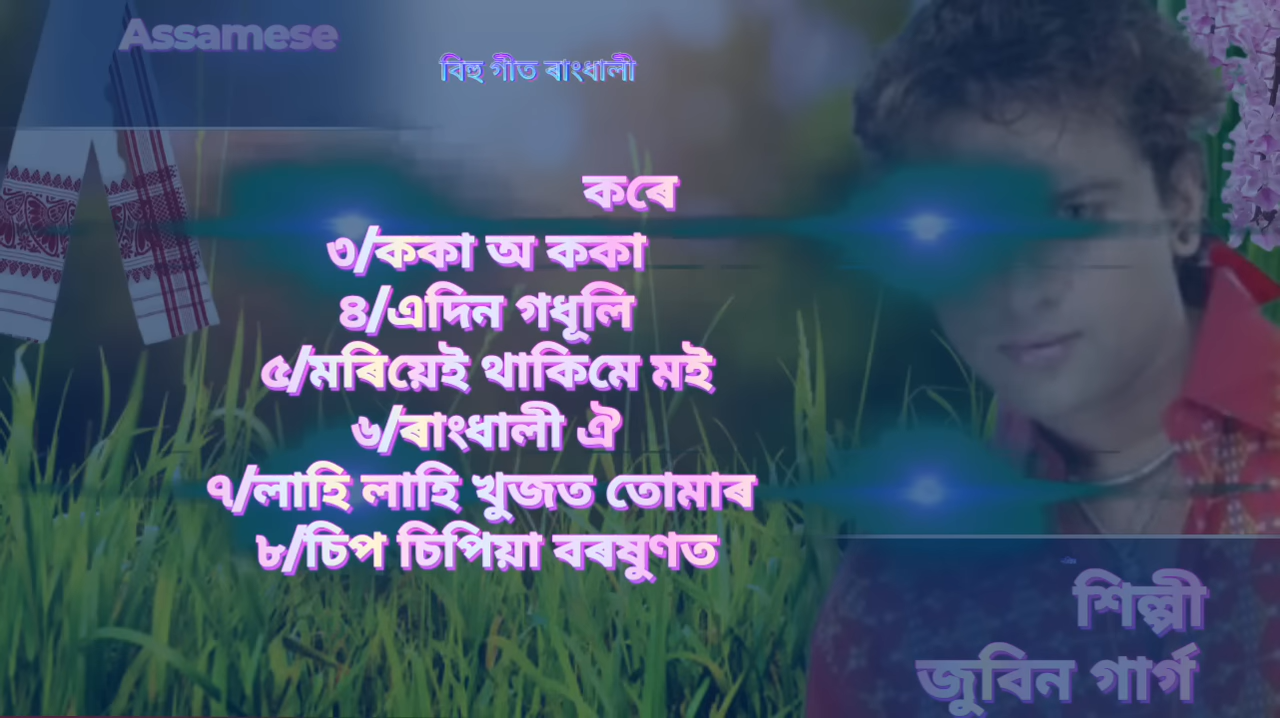 Assamese
বিহু গীত ৰাংধালী
কৰে
৩/ককা অ ককা
৪/এদিন গধূলি
৫/মৰিয়েই থাকিমে মই
৬/ৰাংধালী ঐ
৭/লাহি লাহি খুজত তোমাৰ
৮/চিপ চিপিয়া বৰষুণত
শিল্পী
জুবিন গাৰ্গ